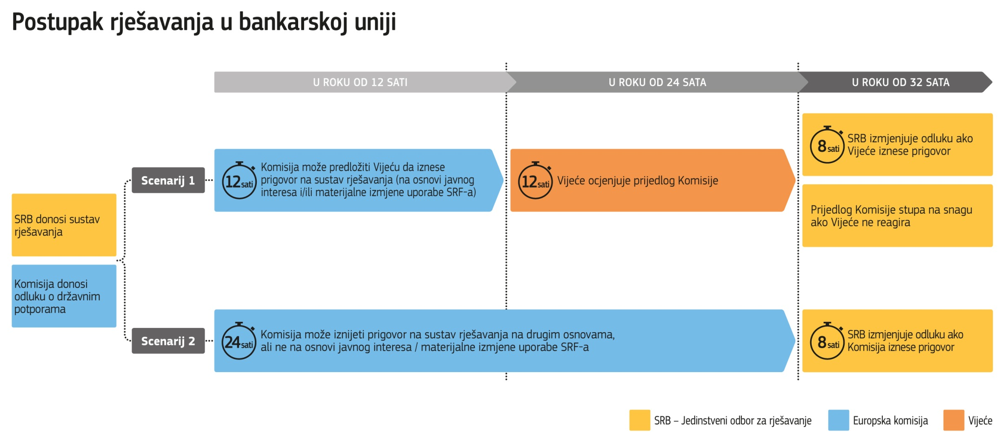 Postupak rješavanja u bankarskoj uniji
U ROKU OD 12 SATI
U ROKU OD 24 SATA
U ROKU OD 32 SATA
SRB donosi sustav
rješavanja
Komisija donosi
odluku o državnim
potporama
Scenarij 1
12 sati
Komisija može predložiti Vijeću da iznese
prigovor na sustav rješavanja (na osnovi javnog
interesa i/ili materijalne izmjene uporabe SRF-a)
12 sati
Vijeće ocjenjuje prijedlog Komisije
8 sati
SRB izmjenjuje odluku ako
Vijeće iznese prigovor
Prijedlog Komisije stupa na snagu
ako Vijeće ne reagira
Scenarij 2
24 sati
Komisija može iznijeti prigovor na sustav rješavanja na drugim osnovama,
ali ne na osnovi javnog interesa / materijalne izmjene uporabe SRF-a
8 sati
SRB izmjenjuje odluku ako
Komisija iznese prigovor
SRB – Jedinstveni odbor za rješavanje
Europska komisija
Vijeće